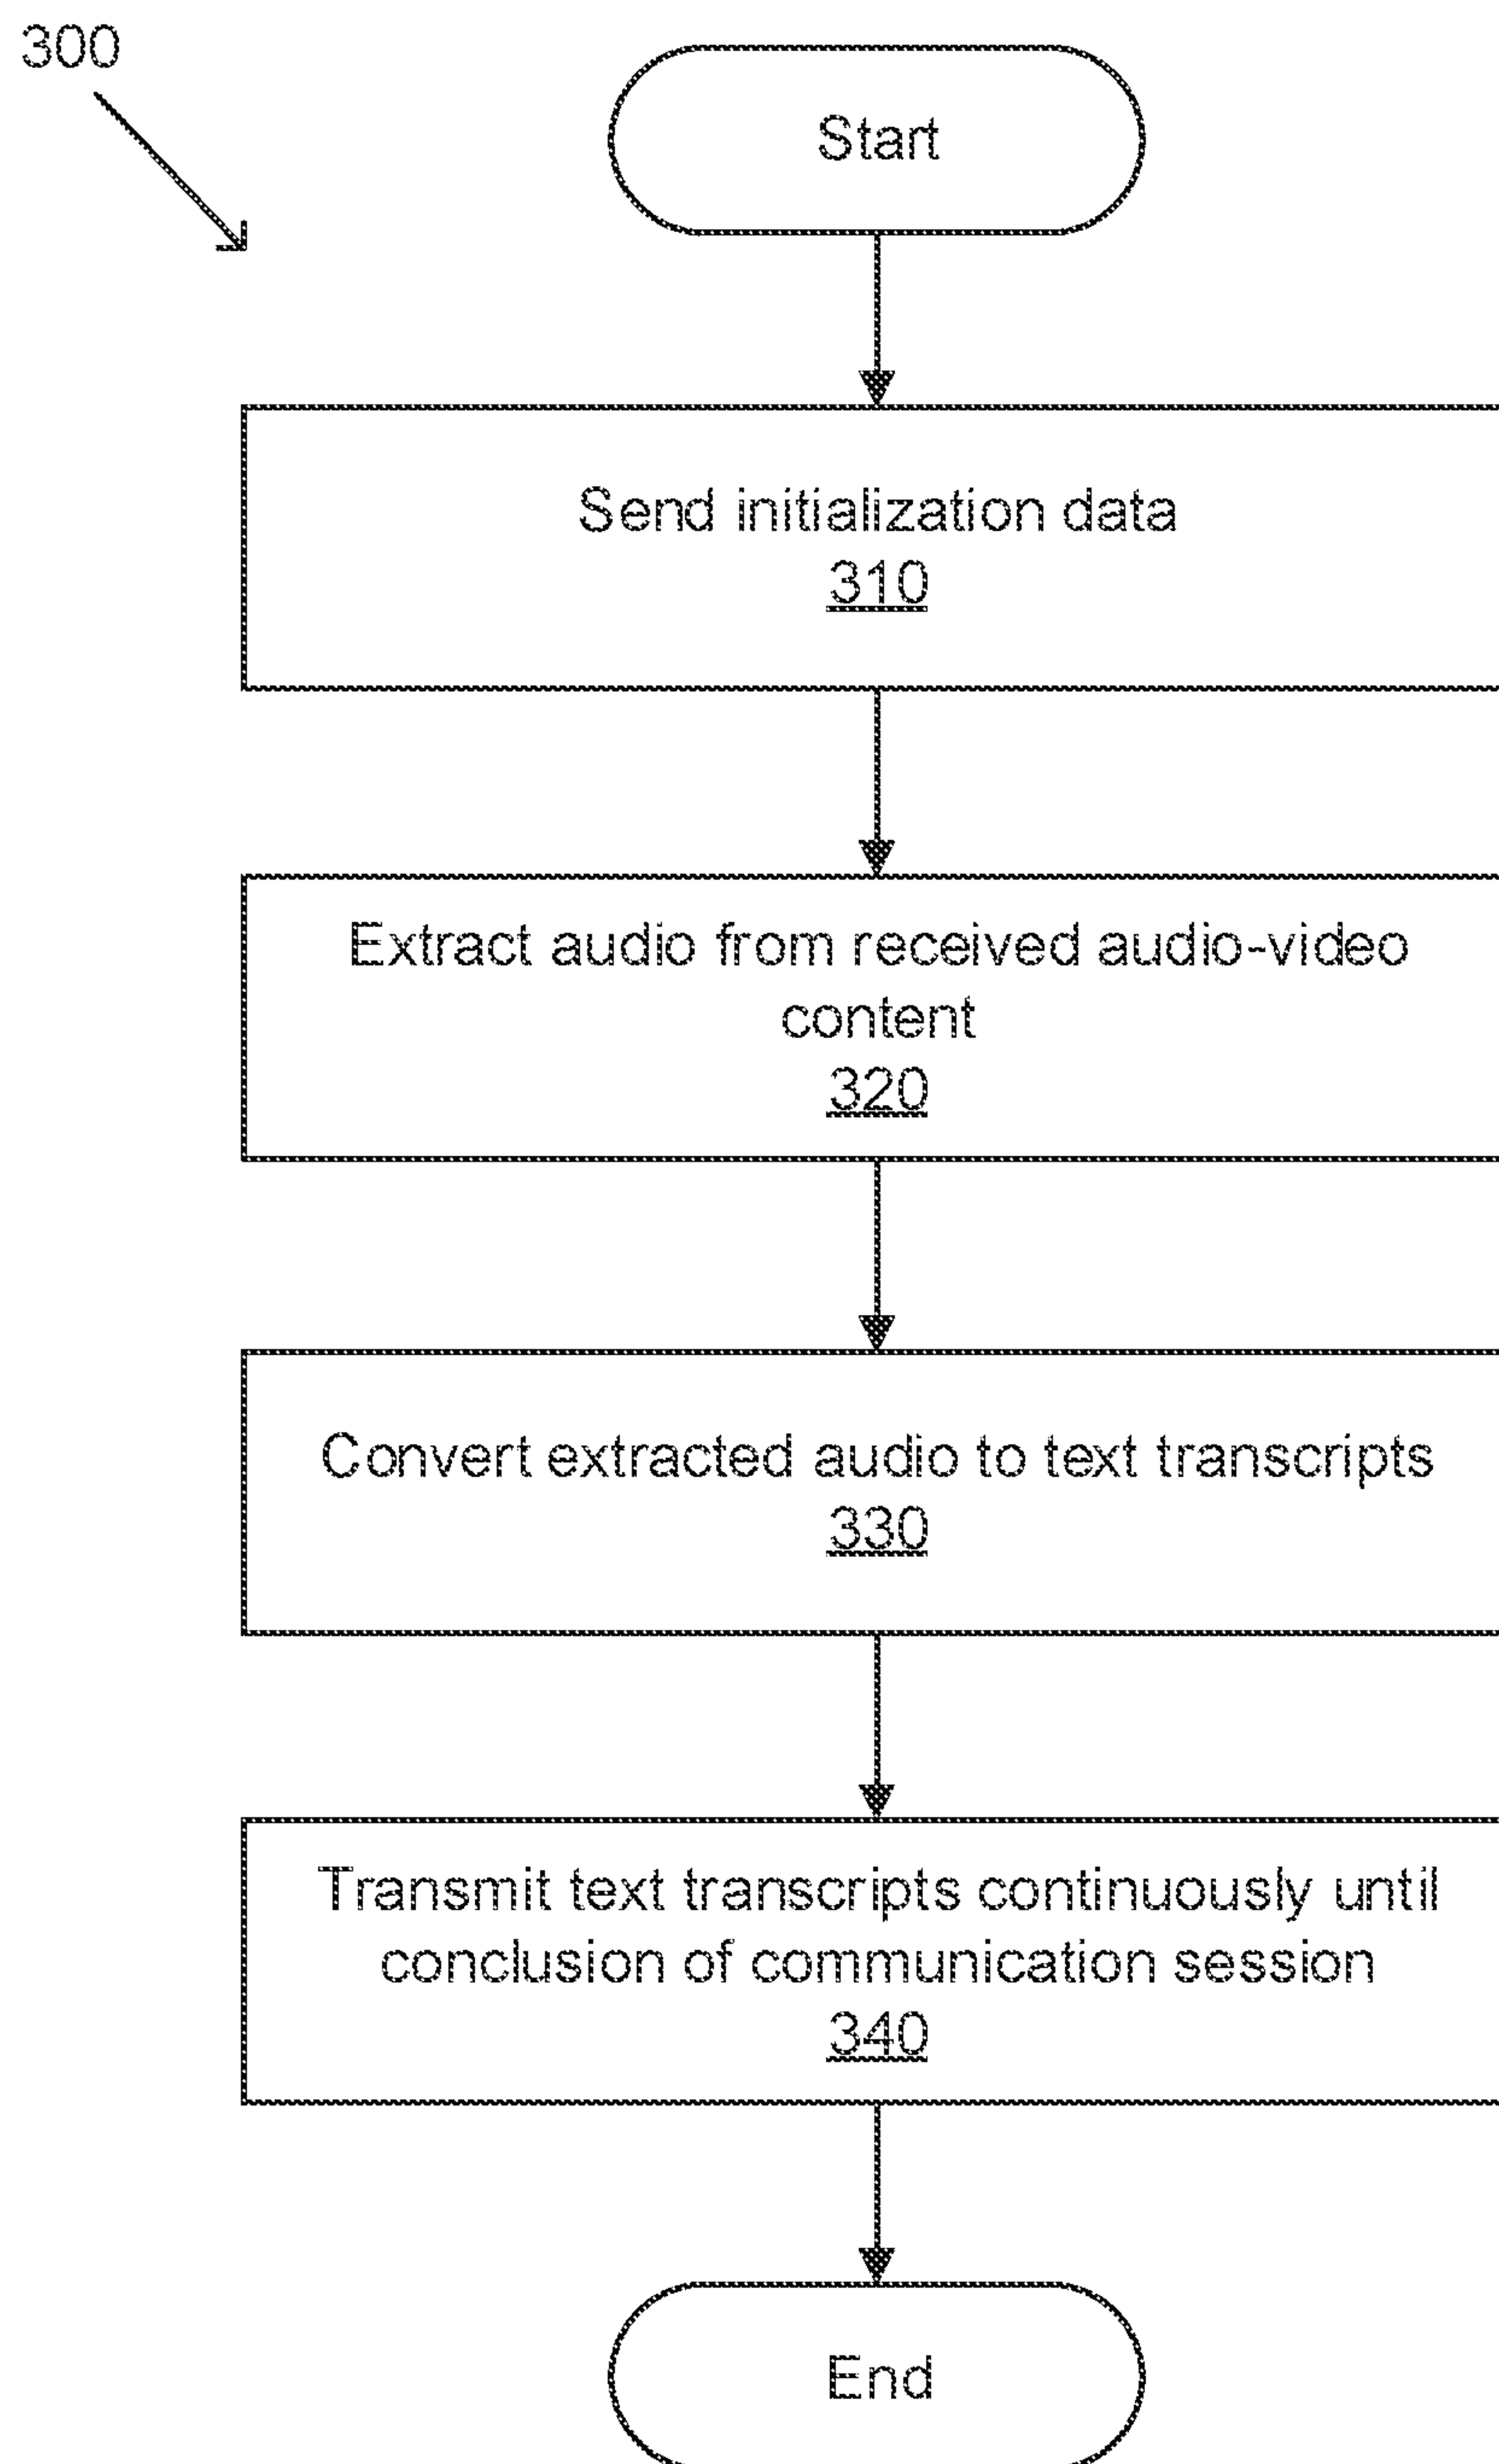 300
Start
Send initialization data
310
Extract audio from received audio-video
content
320
Convert extracted audio to text transcripts
330
Transmit text transcripts continuously until
conclusion of communication session
340
End